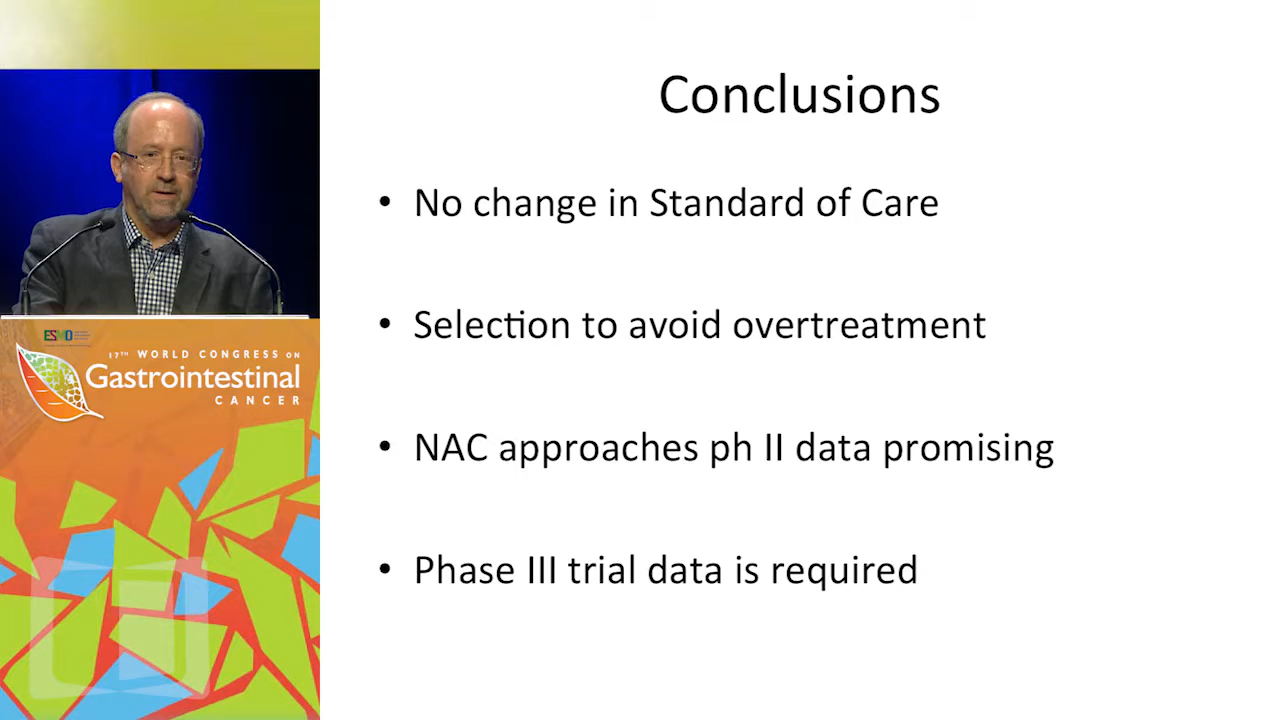 Conclusions
• No change in Standard of Care
• Selection to avoid overtreatment
• NAC approaches ph II data promising
• Phase III trial data is required
ESMO
17TH WORLD CONGRESS ON
Gastrointestinal
CANCER